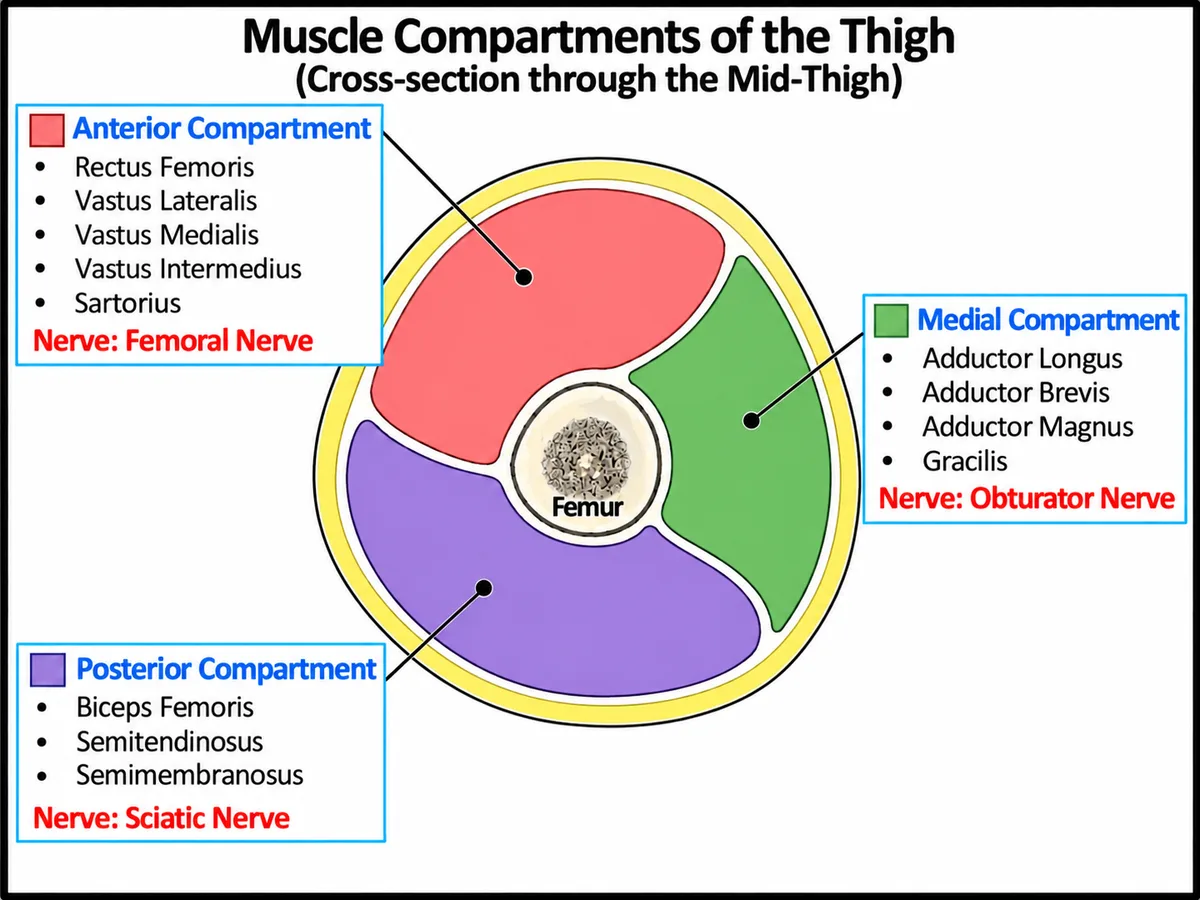 Muscle Compartments of the Thigh
(Cross-section through the Mid-Thigh)
Anterior Compartment
• Rectus Femoris
• Vastus Lateralis
• Vastus Medialis
• Vastus Intermedius
• Sartorius
Nerve: Femoral Nerve
Medial Compartment
• Adductor Longus
• Adductor Brevis
• Adductor Magnus
• Gracilis
Nerve: Obturator Nerve
Femur
Posterior Compartment
• Biceps Femoris
• Semitendinosus
• Semimembranosus
Nerve: Sciatic Nerve